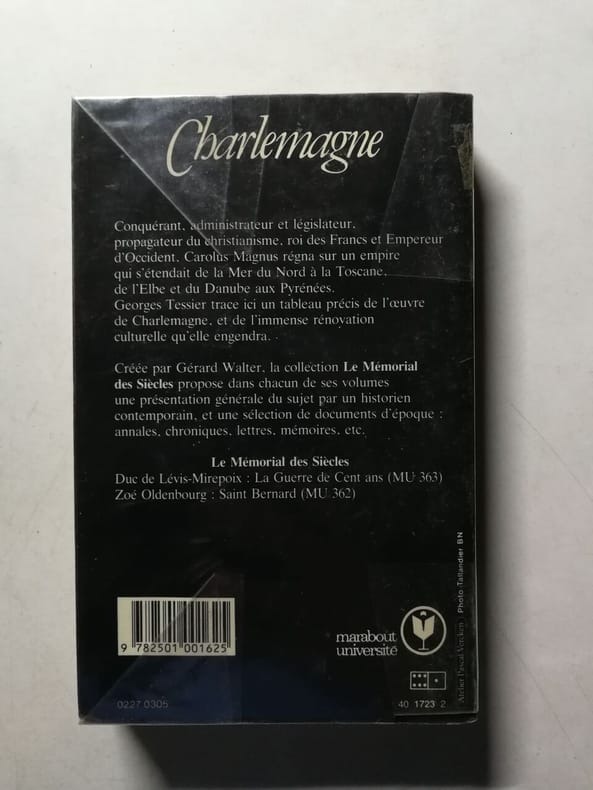 Charlemagne
Conquérant, administrateur et législateur,
propagateur du christianisme, roi des Francs et Empereur
d'Occident, Carolus Magnus régna sur un empire
qui s'étendait de la Mer du Nord à la Toscane,
de l'Elbe et du Danube aux Pyrénées.
Georges Tessier trace ici un tableau précis de l'œuvre
de Charlemagne, et de l'immense rénovation
culturelle qu'elle engendra.
Créée par Gérard Walter, la collection Le Mémorial
des Siècles propose dans chacun de ses volumes
une présentation générale du sujet par un historien
contemporain, et une sélection de documents d'époque :
annales, chroniques, lettres, mémoires, etc.
Le Mémorial des Siècles
Duc de Lévis-Mirepoix : La Guerre de Cent ans (MU 363)
Zoé Oldenbourg : Saint Bernard (MU 362)
9 782501 001625
marabout
université
0227 0305
40 1723 2
Atelier Pascal Vercken : Photo Tallandier BN